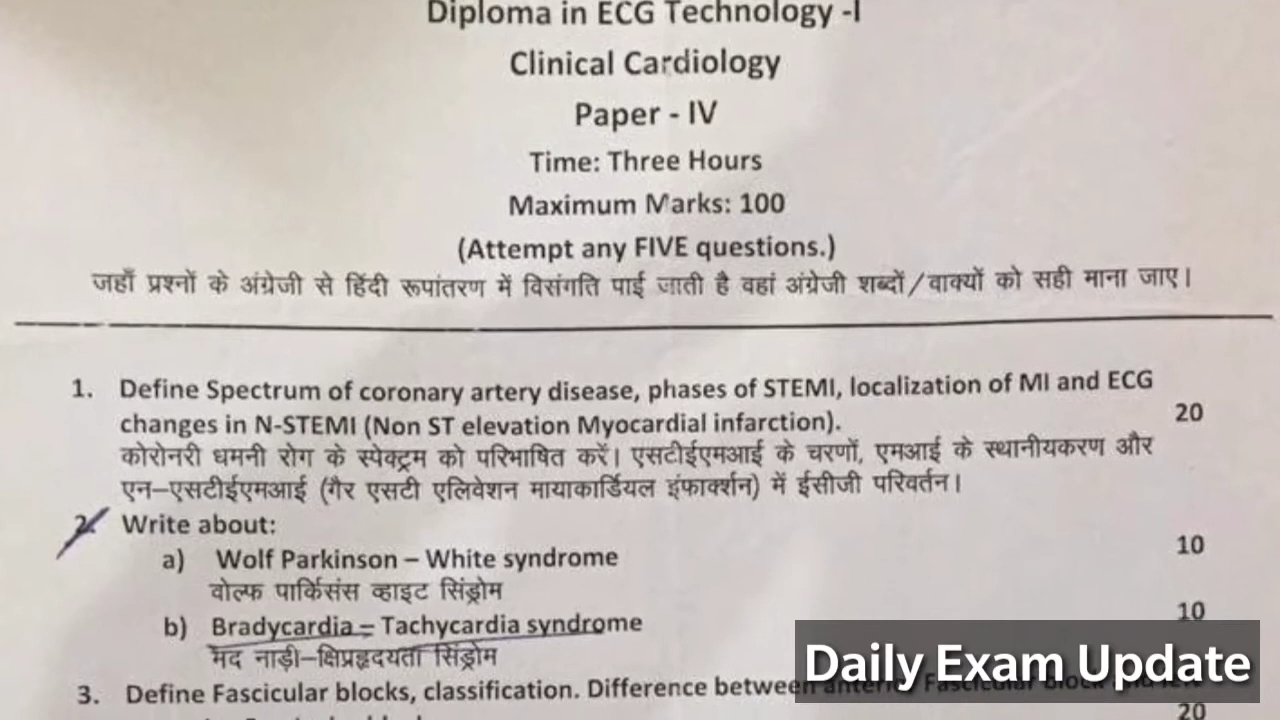 Diploma in ECG Technology -I
Clinical Cardiology
Paper - IV
Time: Three Hours
Maximum Marks: 100
(Attempt any FIVE questions.)
जहाँ प्रश्नों के अंग्रेजी से हिंदी रूपांतरण में विसंगति पाई जाती है वहां अंग्रेजी शब्दों/वाक्यों को सही माना जाए।
1. Define Spectrum of coronary artery disease, phases of STEMI, localization of MI and ECG
changes in N-STEMI (Non ST elevation Myocardial infarction). 20
कोरोनरी धमनी रोग के स्पेक्ट्रम को परिभाषित करें। एसटीईएमआई के चरणों, एमआई के स्थानीयकरण और
एन–एसटीईएमआई (गैर एसटी एलिवेशन मायाकार्डियल इंफार्क्शन) में ईसीजी परिवर्तन।
2. Write about:
a) Wolf Parkinson – White syndrome 10
वोल्फ पार्किसंस व्हाइट सिंड्रोम
b) Bradycardia – Tachycardia syndrome 10
मंद नाड़ी–क्षिप्रहृदयता सिंड्रोम
3. Define Fascicular blocks, classification. Difference between anterior Fascicular block
20
Daily Exam Update